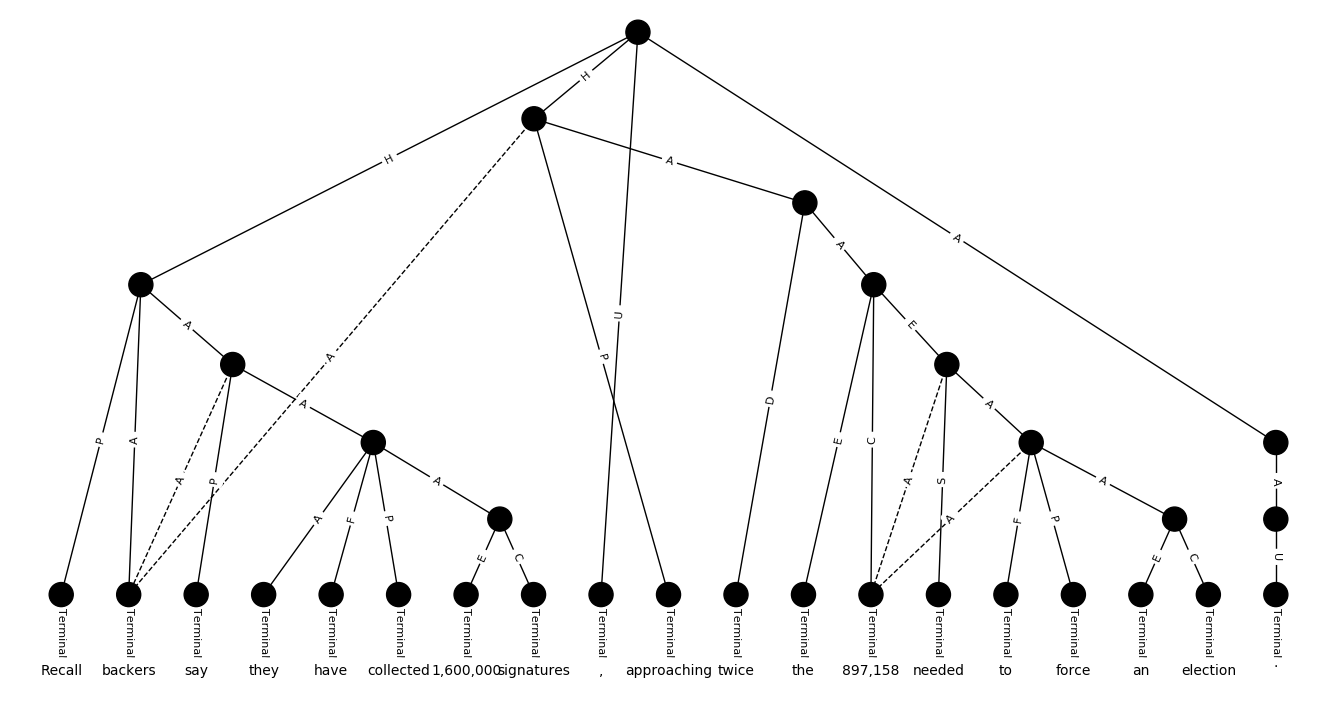 H
H
A
H
A
A
A
U
A
P
A
E
D
A
A
P
A
E
C
A
A
P
A
A
S
A
A
A
F
P
A
F
P
E
C
E
C
U
Terminal Terminal Terminal Terminal Terminal Terminal Terminal Terminal Terminal Terminal Terminal Terminal Terminal Terminal Terminal Terminal Terminal Terminal Terminal
Recall backers say they have collected 1,600,000 signatures , approaching twice the 897,158 needed to force an election .